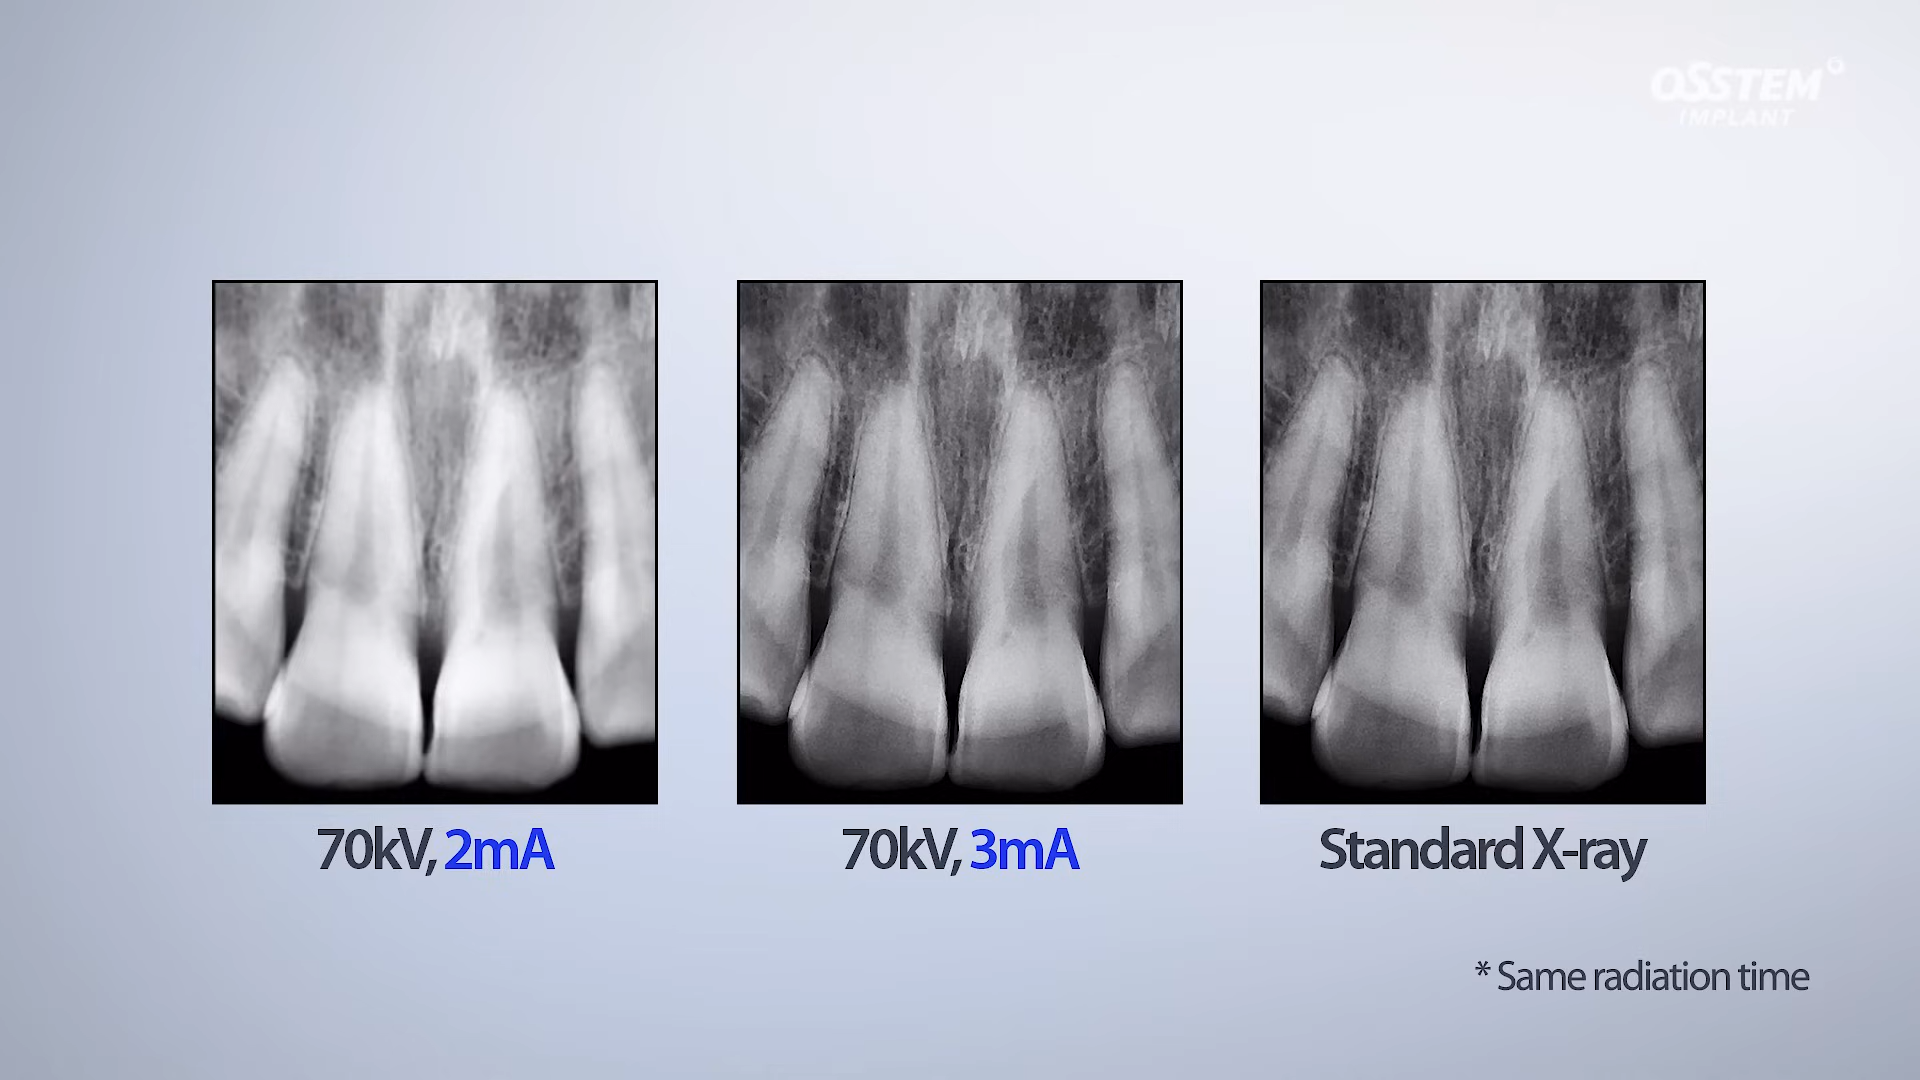 OSSTEM
IMPLANT
70kV, 2mA
70kV, 3mA
Standard X-ray
* Same radiation time